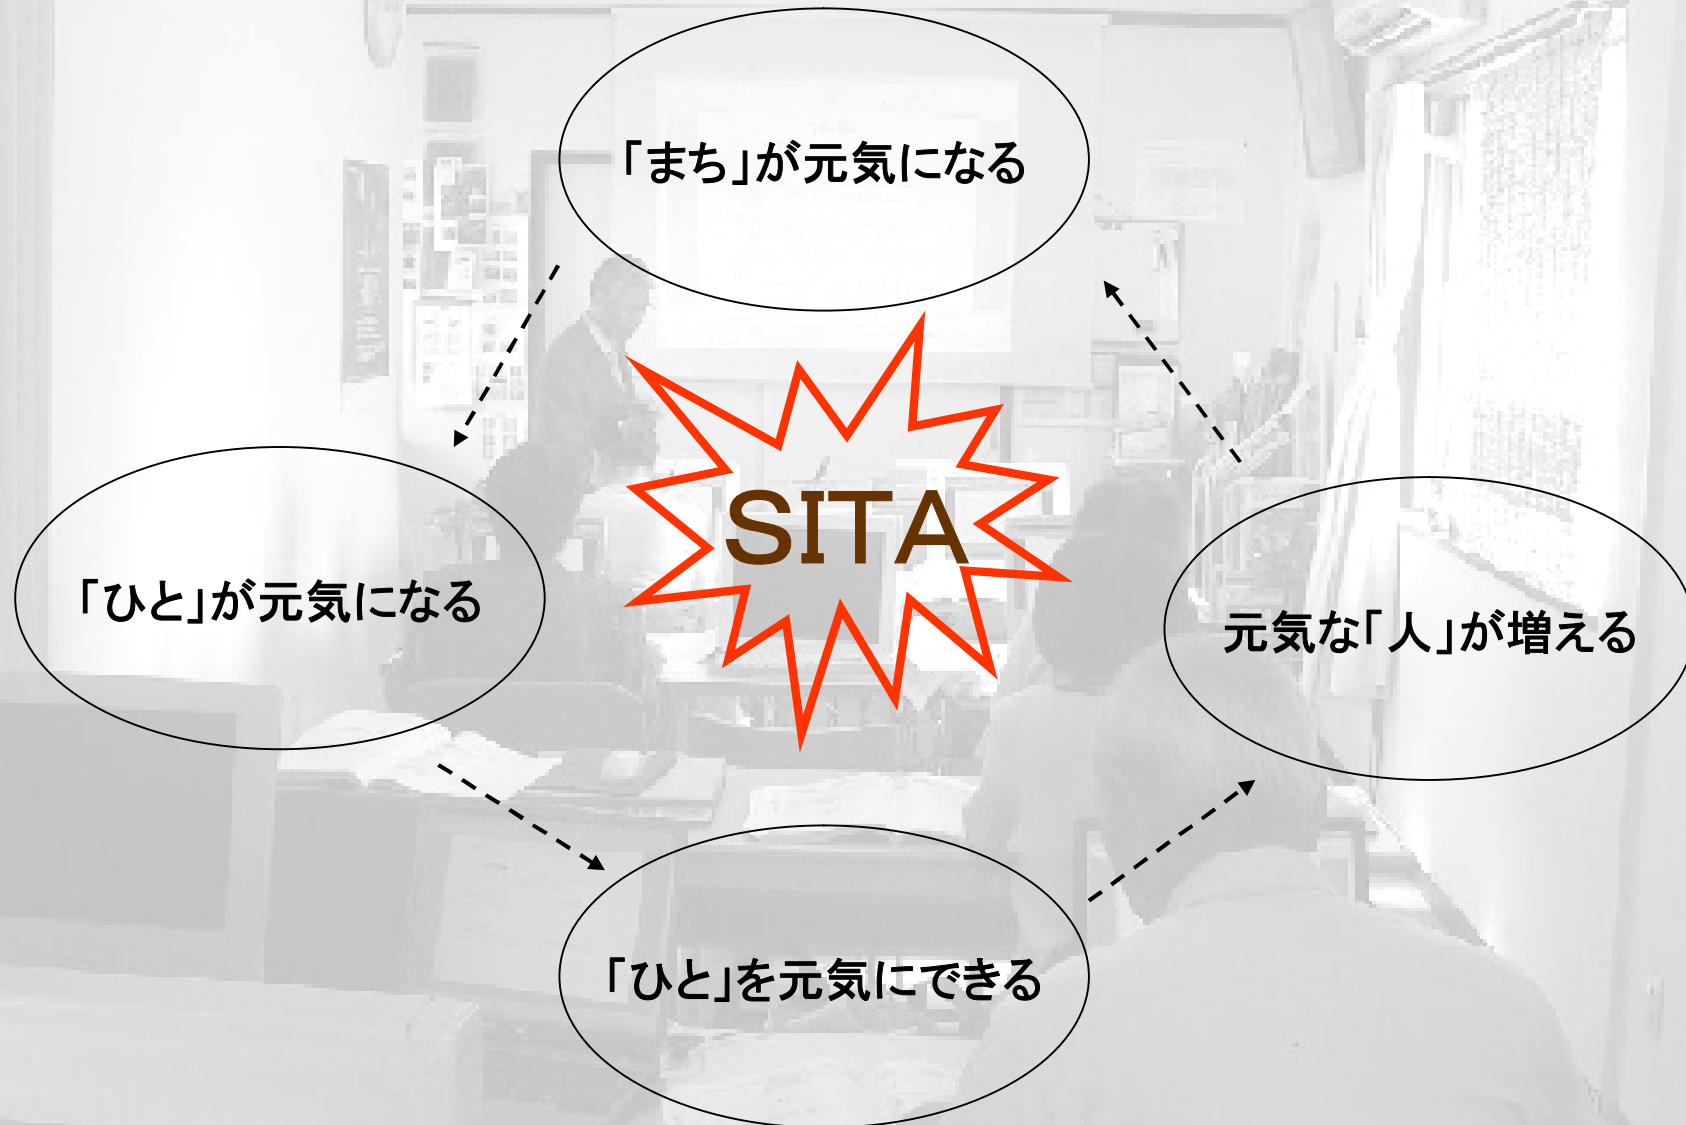 「まち」が元気になる
SITA
「ひと」が元気になる
元気な「人」が増える
「ひと」を元気にできる